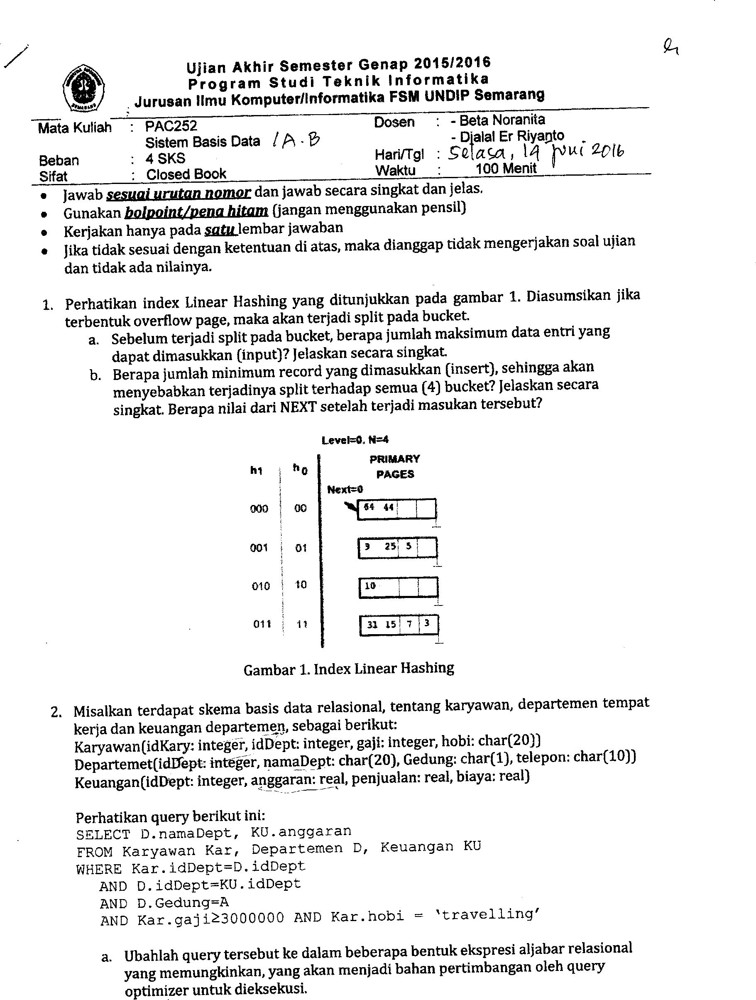 Ujian Akhir Semester Genap 2015/2016
Program Studi Teknik Informatika
Jurusan Ilmu Komputer/Informatika FSM UNDIP Semarang
SEMARANG
Mata Kuliah : PAC252 Dosen : - Beta Noranita
Sistem Basis Data / A . B - Djalal Er Riyanto
Beban : 4 SKS Hari/Tgl : Selasa, 14 Juni 2016
Sifat : Closed Book Waktu : 100 Menit
• Jawab sesuai urutan nomor dan jawab secara singkat dan jelas.
• Gunakan bolpoint/pena hitam (jangan menggunakan pensil)
• Kerjakan hanya pada satu lembar jawaban
• Jika tidak sesuai dengan ketentuan di atas, maka dianggap tidak mengerjakan soal ujian
dan tidak ada nilainya.
1. Perhatikan index Linear Hashing yang ditunjukkan pada gambar 1. Diasumsikan jika
terbentuk overflow page, maka akan terjadi split pada bucket.
a. Sebelum terjadi split pada bucket, berapa jumlah maksimum data entri yang
dapat dimasukkan (input)? Jelaskan secara singkat.
b. Berapa jumlah minimum record yang dimasukkan (insert), sehingga akan
menyebabkan terjadinya split terhadap semua (4) bucket? Jelaskan secara
singkat. Berapa nilai dari NEXT setelah terjadi masukan tersebut?
Level=0, N=4
PRIMARY
h1 h0 PAGES
Next=0
000 00 64 44
001 01 9 25 5
010 10 10
011 11 31 15 7 3
Gambar 1. Index Linear Hashing
2. Misalkan terdapat skema basis data relasional, tentang karyawan, departemen tempat
kerja dan keuangan departemen, sebagai berikut:
Karyawan(idKary: integer, idDept: integer, gaji: integer, hobi: char(20))
Departemet(idDept: integer, namaDept: char(20), Gedung: char(1), telepon: char(10))
Keuangan(idDept: integer, anggaran: real, penjualan: real, biaya: real)
Perhatikan query berikut ini:
SELECT D.namaDept, KU.anggaran
FROM Karyawan Kar, Departemen D, Keuangan KU
WHERE Kar.idDept=D.idDept
AND D.idDept=KU.idDept
AND D.Gedung=A
AND Kar.gaji≥3000000 AND Kar.hobi = ‘travelling’
a. Ubahlah query tersebut ke dalam beberapa bentuk ekspresi aljabar relasional
yang memungkinkan, yang akan menjadi bahan pertimbangan oleh query
optimizer untuk dieksekusi.